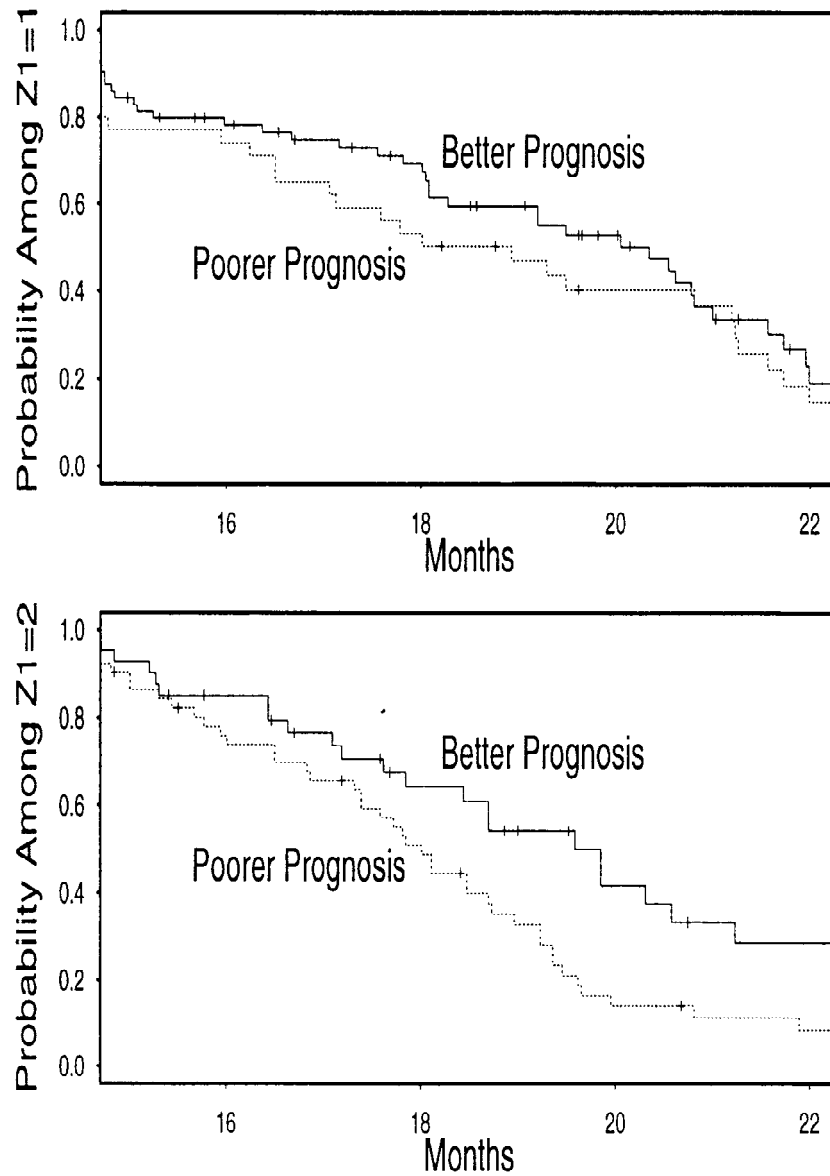 Probability Among Z1=1
1.0
0.8
0.6
0.4
0.2
0.0
Better Prognosis
Poorer Prognosis
16 18 20 22
Months
Probability Among Z1=2
1.0
0.8
0.6
0.4
0.2
0.0
Better Prognosis
Poorer Prognosis
16 18 20 22
Months